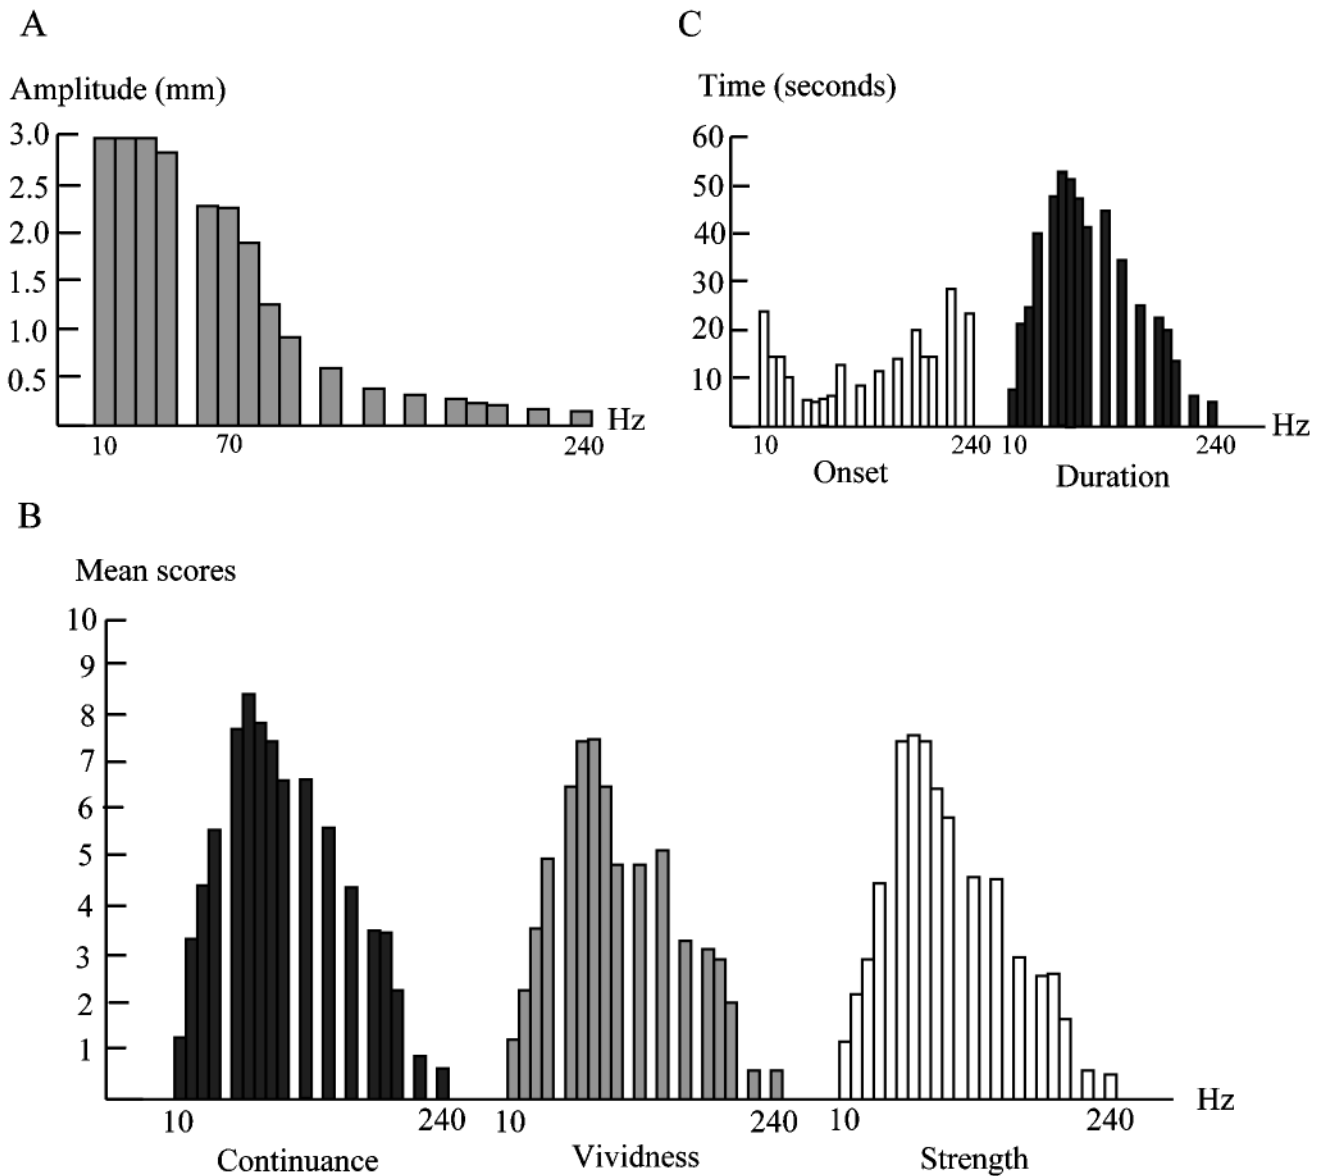 A
Amplitude (mm)
3.0
2.5
2.0
1.5
1.0
0.5
10 70 240 Hz
C
Time (seconds)
60
50
40
30
20
10
10 240 10 240 Hz
Onset Duration
B
Mean scores
10
9
8
7
6
5
4
3
2
1
10 240 10 240 10 240 Hz
Continuance Vividness Strength